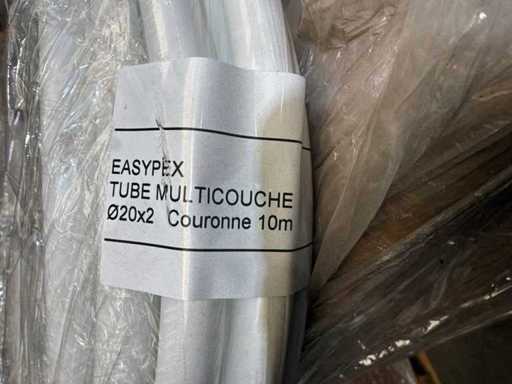 EASYPEX
TUBE MULTICOUCHE
Ø20x2 Couronne 10m